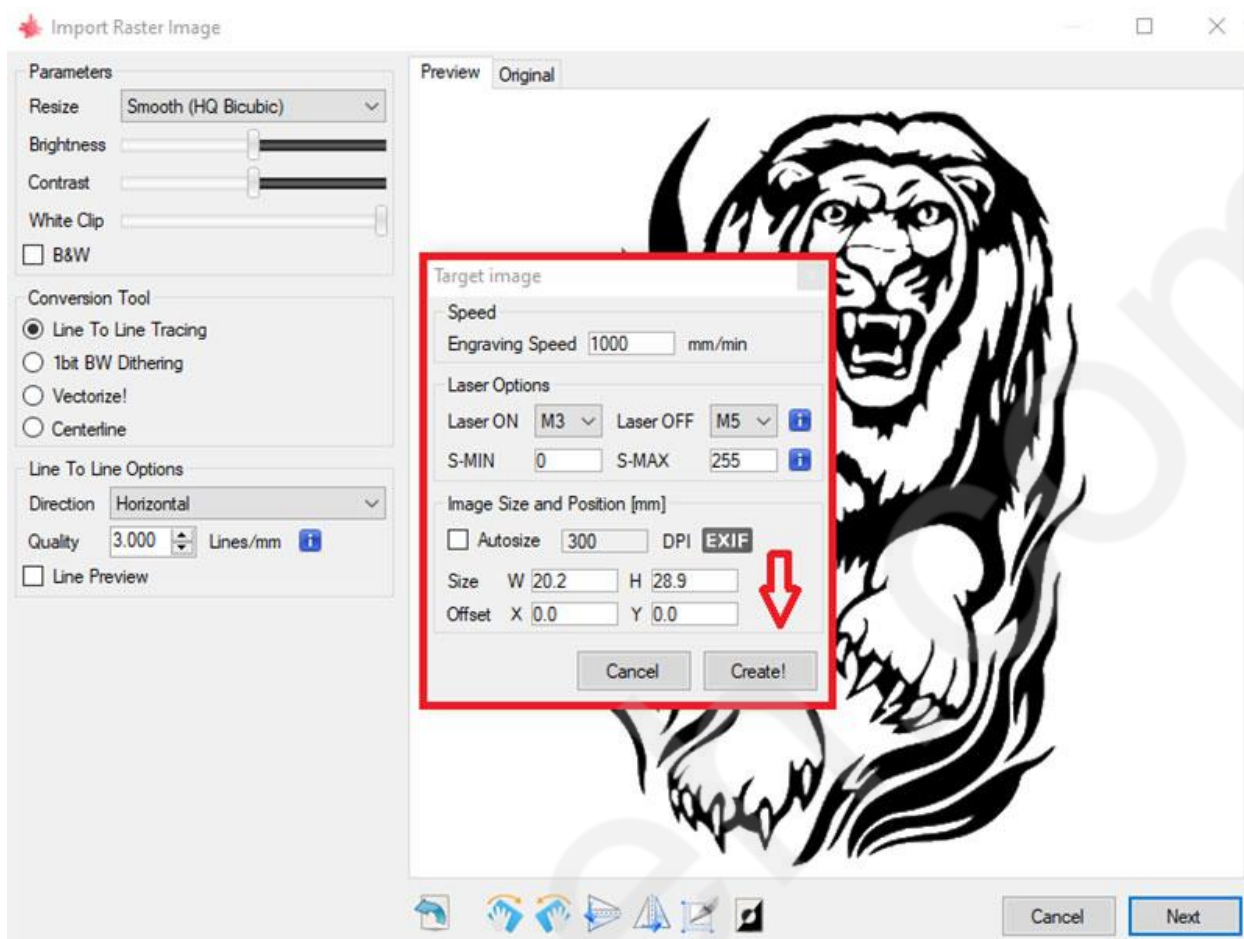 Import Raster Image
Parameters
Resize Smooth (HQ Bicubic)
Brightness
Contrast
White Clip
B&W
Conversion Tool
Line To Line Tracing
1bit BW Dithering
Vectorize!
Centerline
Line To Line Options
Direction Horizontal
Quality 3.000 Lines/mm
Line Preview
Preview Original
Target image
Speed
Engraving Speed 1000 mm/min
Laser Options
Laser ON M3 Laser OFF M5
S-MIN 0 S-MAX 255
Image Size and Position [mm]
Autosize 300 DPI EXIF
Size W 20.2 H 28.9
Offset X 0.0 Y 0.0
Cancel Create!
Cancel Next